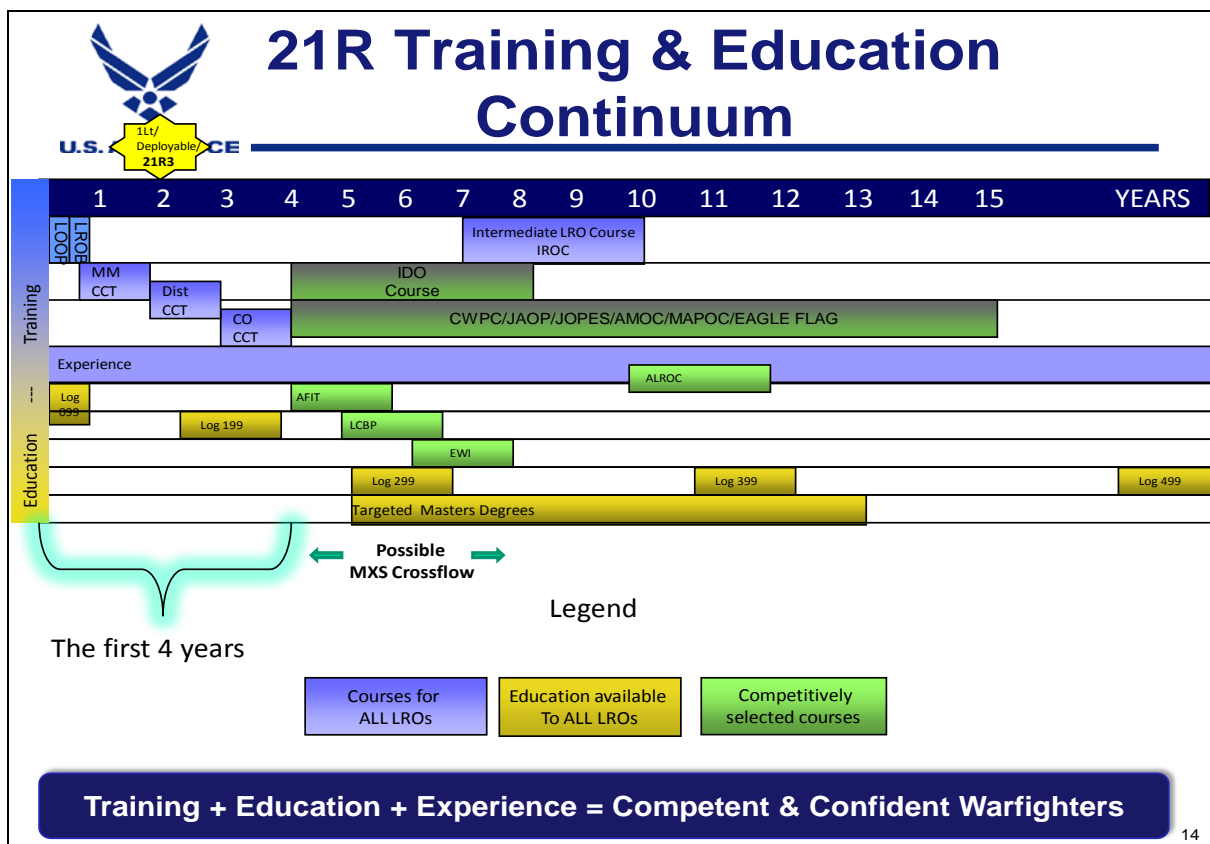 21R Training & Education
Continuum
U.S. A CE
1Lt/
Deployable/
21R3
1 2 3 4 5 6 7 8 9 10 11 12 13 14 15 YEARS
LOOP
LROB
Intermediate LRO Course
IROC
MM
CCT
IDO
Course
Dist
CCT
CO
CCT
CWPC/JAOP/JOPES/AMOC/MAPOC/EAGLE FLAG
Training
---
Education
Experience
ALROC
Log
099
AFIT
Log 199
LCBP
EWI
Log 299
Log 399
Log 499
Targeted Masters Degrees
Possible
MXS Crossflow
Legend
The first 4 years
Courses for
ALL LROs
Education available
To ALL LROs
Competitively
selected courses
Training + Education + Experience = Competent & Confident Warfighters
14